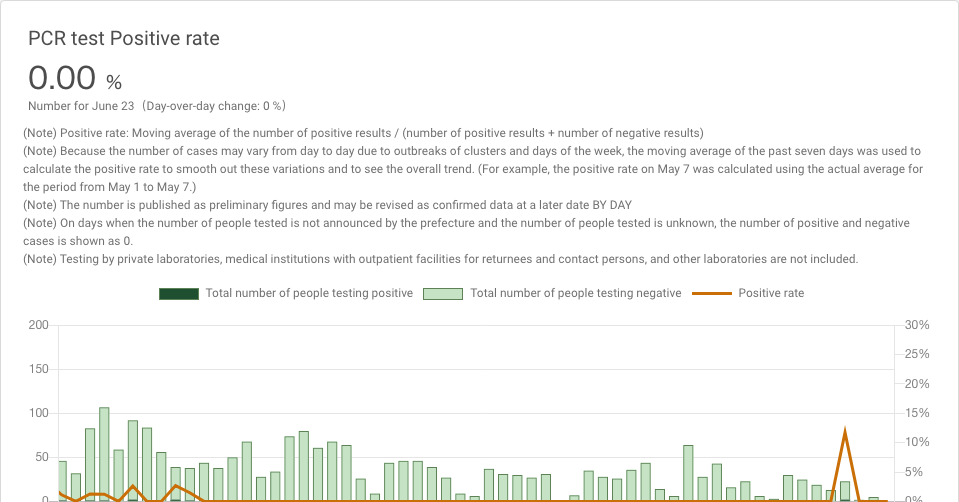 PCR test Positive rate
0.00 %
Number for June 23 (Day-over-day change: 0 %)
(Note) Positive rate: Moving average of the number of positive results / (number of positive results + number of negative results)
(Note) Because the number of cases may vary from day to day due to outbreaks of clusters and days of the week, the moving average of the past seven days was used to
calculate the positive rate to smooth out these variations and to see the overall trend. (For example, the positive rate on May 7 was calculated using the actual average for
the period from May 1 to May 7.)
(Note) The number is published as preliminary figures and may be revised as confirmed data at a later date BY DAY
(Note) On days when the number of people tested is not announced by the prefecture and the number of people tested is unknown, the number of positive and negative
cases is shown as 0.
(Note) Testing by private laboratories, medical institutions with outpatient facilities for returnees and contact persons, and other laboratories are not included.
Total number of people testing positive Total number of people testing negative Positive rate
200 30%
25%
150
20%
100 15%
10%
50
5%
0 0%